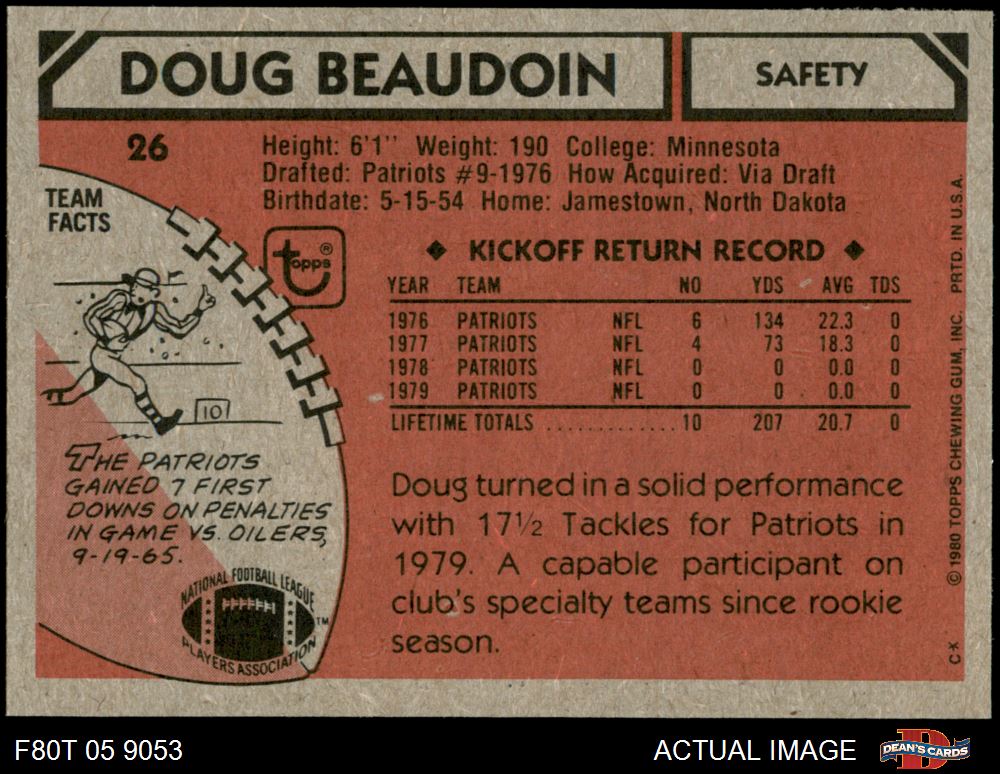 DOUG BEAUDOIN
SAFETY
26
Height: 6'1" Weight: 190 College: Minnesota
Drafted: Patriots #9-1976 How Acquired: Via Draft
Birthdate: 5-15-54 Home: Jamestown, North Dakota
TEAM
FACTS
topps®
10
THE PATRIOTS
GAINED 7 FIRST
DOWNS ON PENALTIES
IN GAME VS. OILERS,
9-19-65.
NATIONAL FOOTBALL LEAGUE
PLAYERS ASSOCIATION
TM
◆ KICKOFF RETURN RECORD ◆
YEAR TEAM NO YDS AVG TDS
1976 PATRIOTS NFL 6 134 22.3 0
1977 PATRIOTS NFL 4 73 18.3 0
1978 PATRIOTS NFL 0 0 0.0 0
1979 PATRIOTS NFL 0 0 0.0 0
LIFETIME TOTALS ............. 10 207 20.7 0
Doug turned in a solid performance
with 17½ Tackles for Patriots in
1979. A capable participant on
club's specialty teams since rookie
season.
C* © 1980 TOPPS CHEWING GUM, INC. PRTD. IN U.S.A.
F80T 05 9053
ACTUAL IMAGE
DEAN'S CARDS